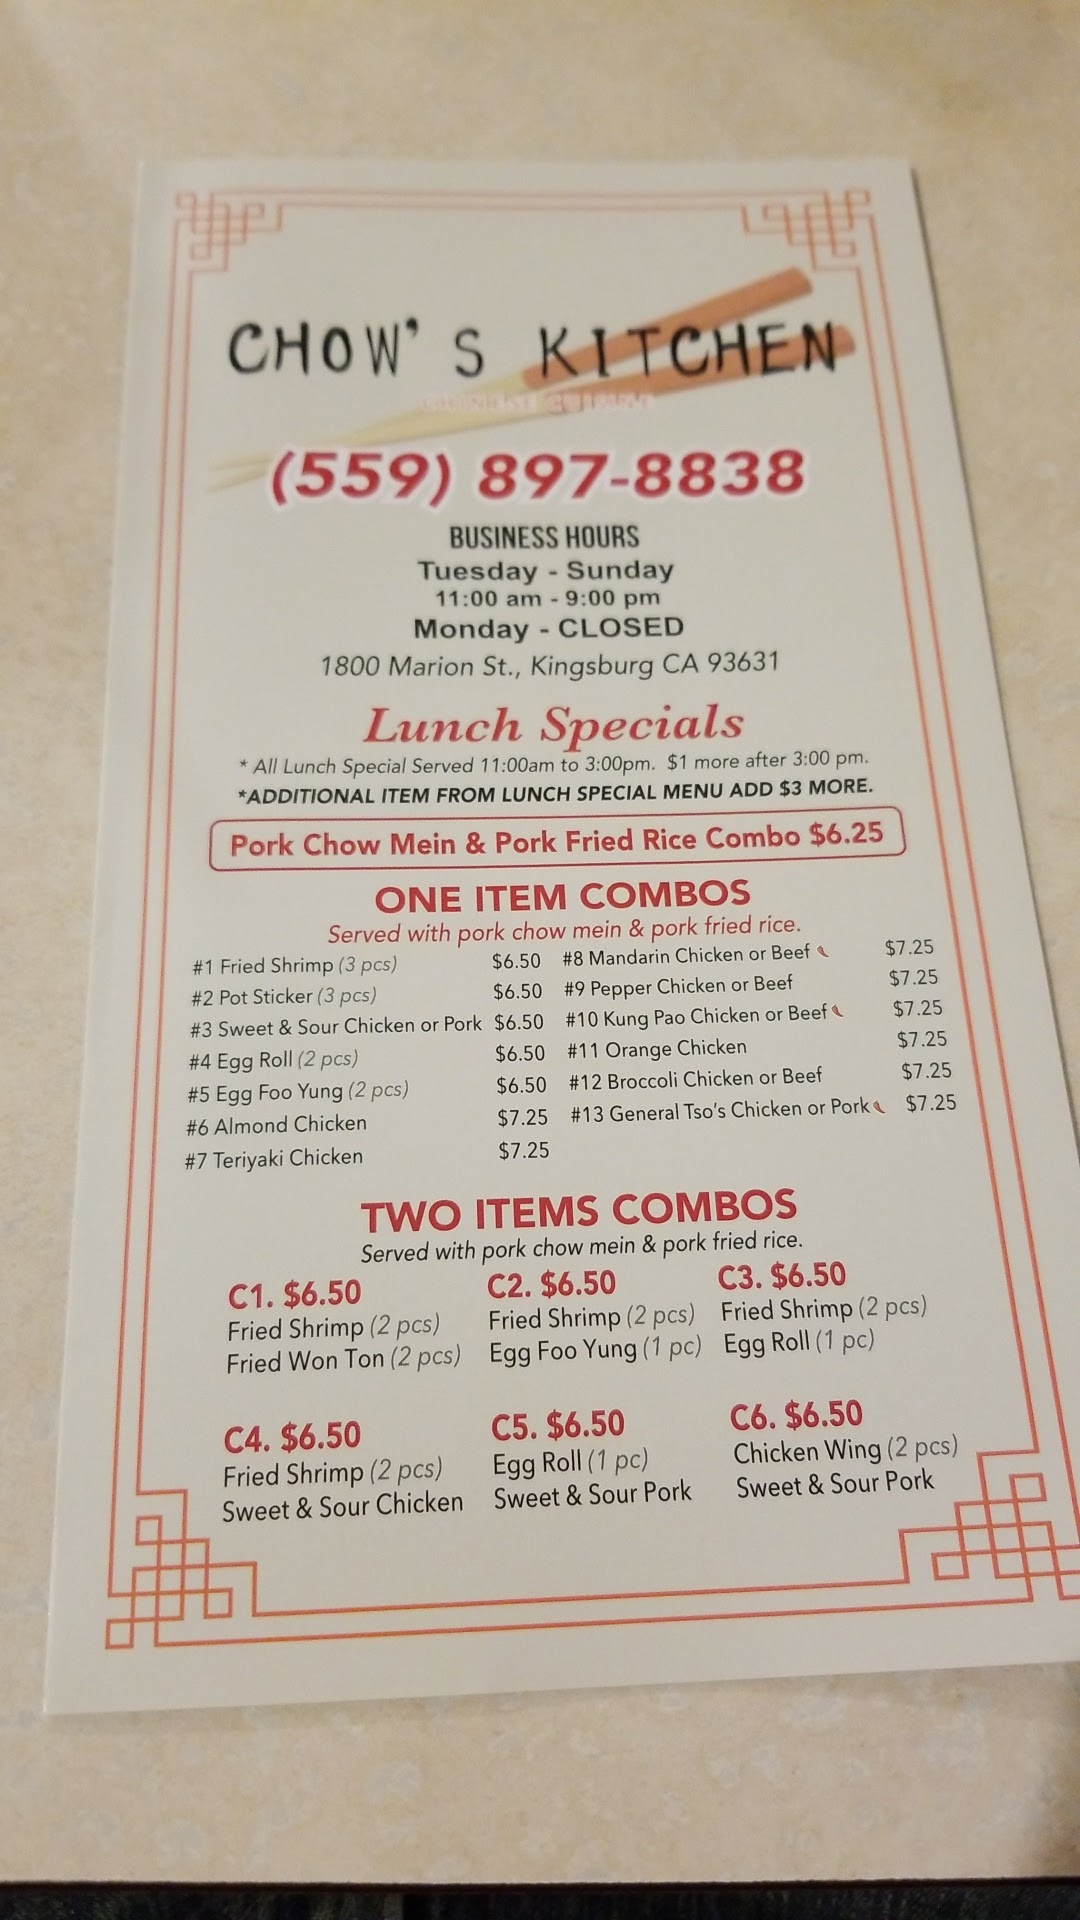 CHOW'S KITCHEN
CHINESE CUISINE
(559) 897-8838
BUSINESS HOURS
Tuesday - Sunday
11:00 am - 9:00 pm
Monday - CLOSED
1800 Marion St., Kingsburg CA 93631
Lunch Specials
* All Lunch Special Served 11:00am to 3:00pm. $1 more after 3:00 pm.
*ADDITIONAL ITEM FROM LUNCH SPECIAL MENU ADD $3 MORE.
Pork Chow Mein & Pork Fried Rice Combo $6.25
ONE ITEM COMBOS
Served with pork chow mein & pork fried rice.
#1 Fried Shrimp (3 pcs) $6.50
#2 Pot Sticker (3 pcs) $6.50
#3 Sweet & Sour Chicken or Pork $6.50
#4 Egg Roll (2 pcs) $6.50
#5 Egg Foo Yung (2 pcs) $6.50
#6 Almond Chicken $7.25
#7 Teriyaki Chicken $7.25
#8 Mandarin Chicken or Beef $7.25
#9 Pepper Chicken or Beef $7.25
#10 Kung Pao Chicken or Beef $7.25
#11 Orange Chicken $7.25
#12 Broccoli Chicken or Beef $7.25
#13 General Tso's Chicken or Pork $7.25
TWO ITEMS COMBOS
Served with pork chow mein & pork fried rice.
C1. $6.50
Fried Shrimp (2 pcs)
Fried Won Ton (2 pcs)
C2. $6.50
Fried Shrimp (2 pcs)
Egg Foo Yung (1 pc)
C3. $6.50
Fried Shrimp (2 pcs)
Egg Roll (1 pc)
C4. $6.50
Fried Shrimp (2 pcs)
Sweet & Sour Chicken
C5. $6.50
Egg Roll (1 pc)
Sweet & Sour Pork
C6. $6.50
Chicken Wing (2 pcs)
Sweet & Sour Pork